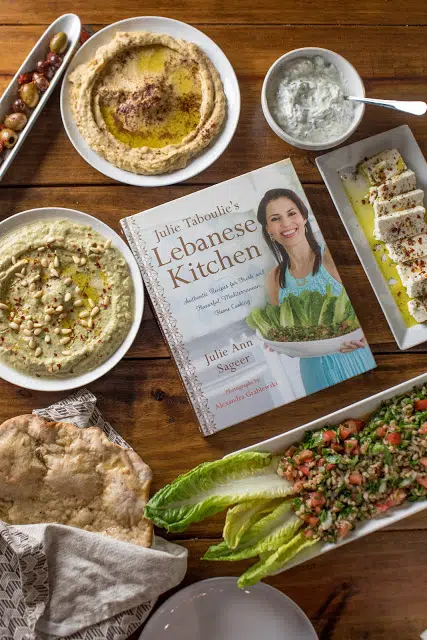 Julie Taboulie's
Lebanese
Kitchen
Authentic Recipes for Fresh and
Flavorful Mediterranean
Home Cooking
Julie Ann
Sageer
Photographs by
Alexandra Grablewski